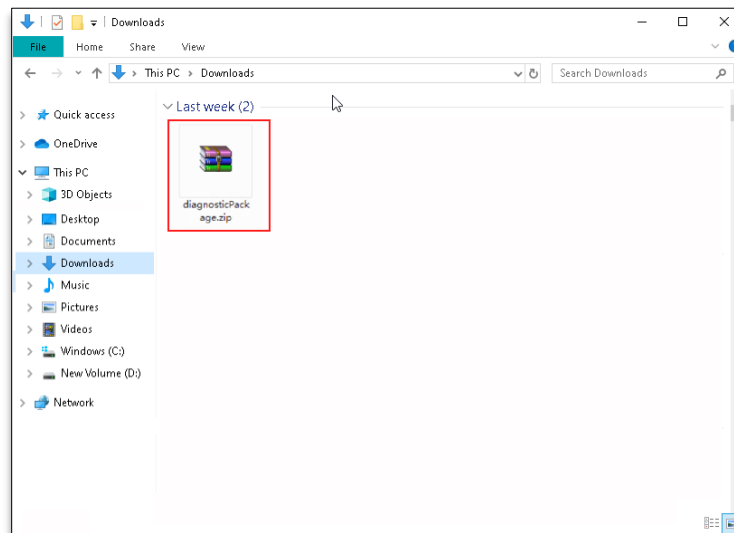 Downloads
File Home Share View
This PC > Downloads
Search Downloads
Quick access
OneDrive
This PC
3D Objects
Desktop
Documents
Downloads
Music
Pictures
Videos
Windows (C:)
New Volume (D:)
Network
Last week (2)
diagnosticPack
age.zip